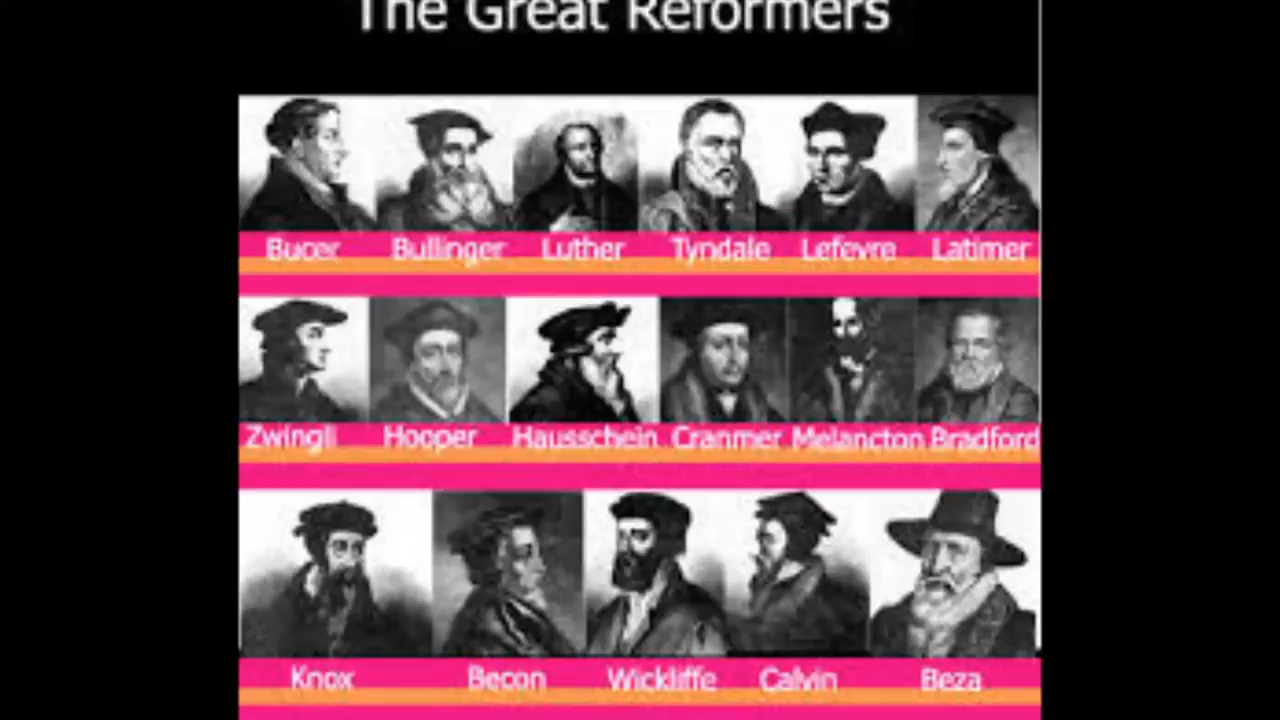 The Great Reformers
Bucer Bullinger Luther Tyndale Lefevre Latimer
Zwingli Hooper Hausschein Cranmer Melancton Bradford
Knox Becon Wickliffe Calvin Beza